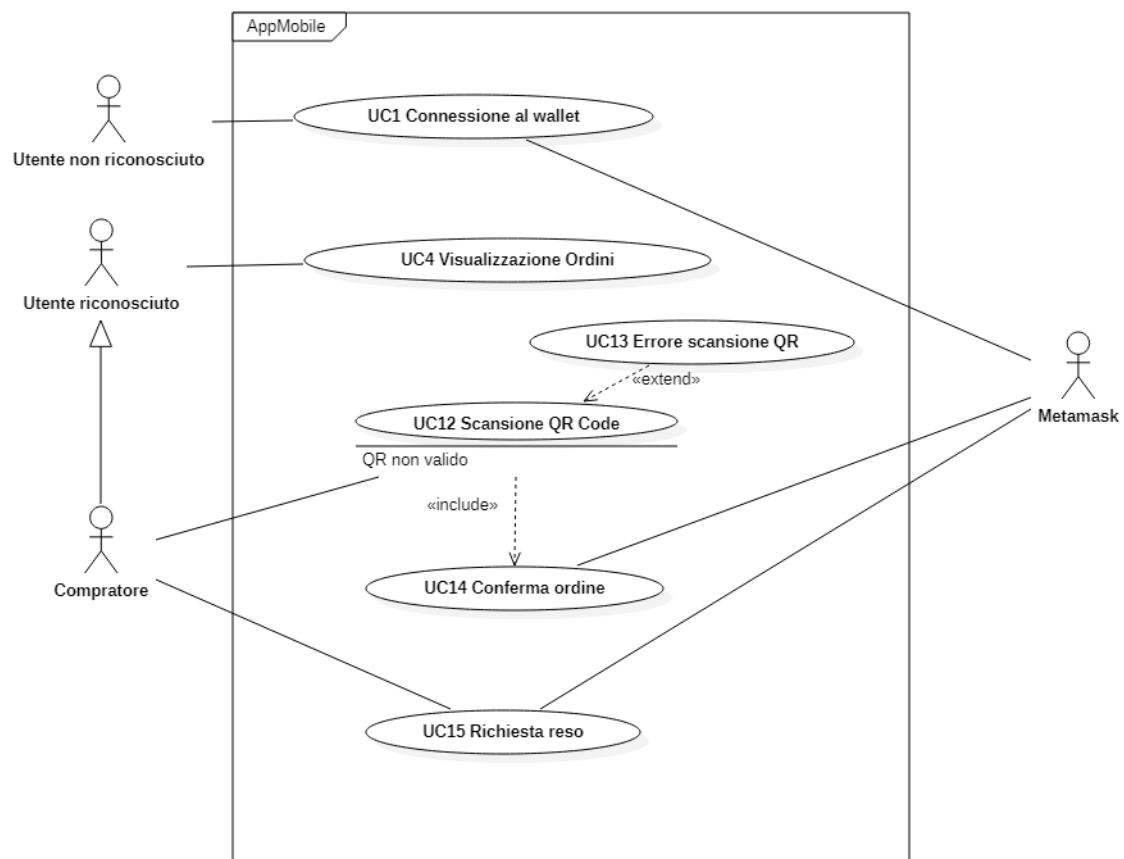 AppMobile
UC1 Connessione al wallet
Utente non riconosciuto
UC4 Visualizzazione Ordini
Utente riconosciuto
UC13 Errore scansione QR
«extend»
Metamask
UC12 Scansione QR Code
QR non valido
«include»
UC14 Conferma ordine
Compratore
UC15 Richiesta reso